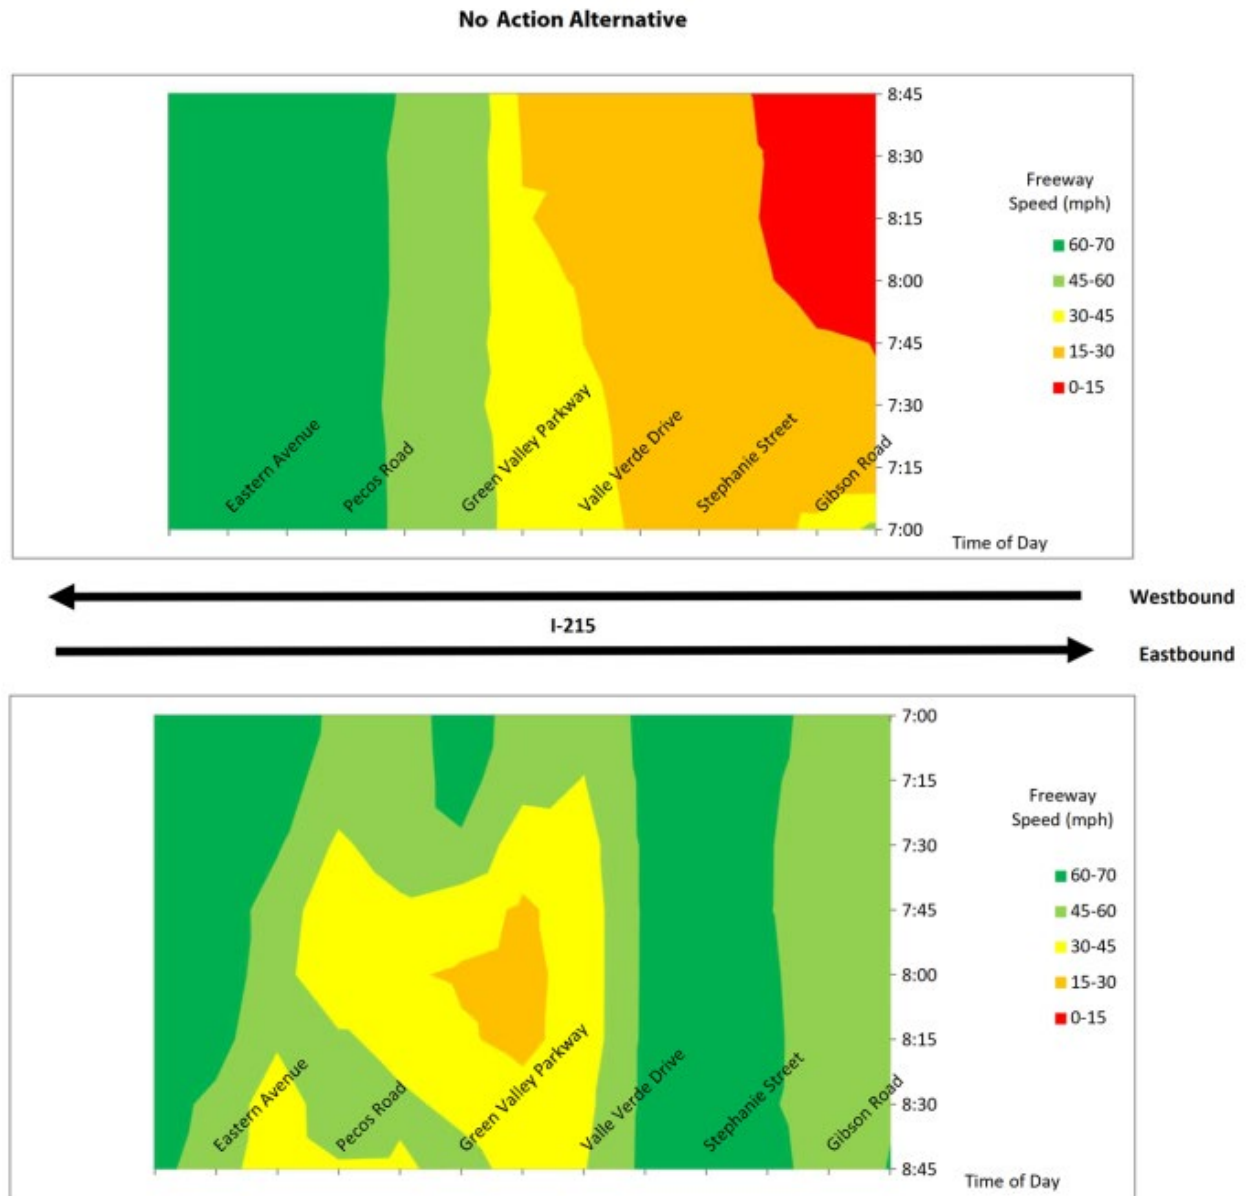 No Action Alternative
8:45
8:30
8:15
8:00
7:45
7:30
7:15
7:00
Time of Day
Eastern Avenue
Pecos Road
Green Valley Parkway
Valle Verde Drive
Stephanie Street
Gibson Road
Freeway
Speed (mph)
60-70
45-60
30-45
15-30
0-15
Westbound
I-215
Eastbound
7:00
7:15
7:30
7:45
8:00
8:15
8:30
8:45
Time of Day
Eastern Avenue
Pecos Road
Green Valley Parkway
Valle Verde Drive
Stephanie Street
Gibson Road
Freeway
Speed (mph)
60-70
45-60
30-45
15-30
0-15